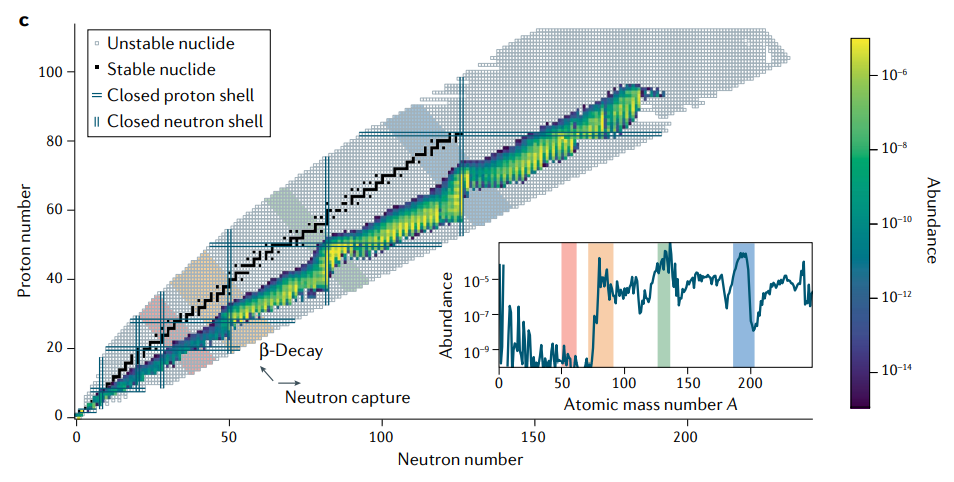 c
Unstable nuclide
Stable nuclide
Closed proton shell
Closed neutron shell
Proton number
100
80
60
40
20
0
0
50
100
150
200
Neutron number
β-Decay
Neutron capture
Abundance
10⁻⁵
10⁻⁷
10⁻⁹
0
50
100
150
200
Atomic mass number A
10⁻⁶
10⁻⁸
10⁻¹⁰
10⁻¹²
10⁻¹⁴
Abundance